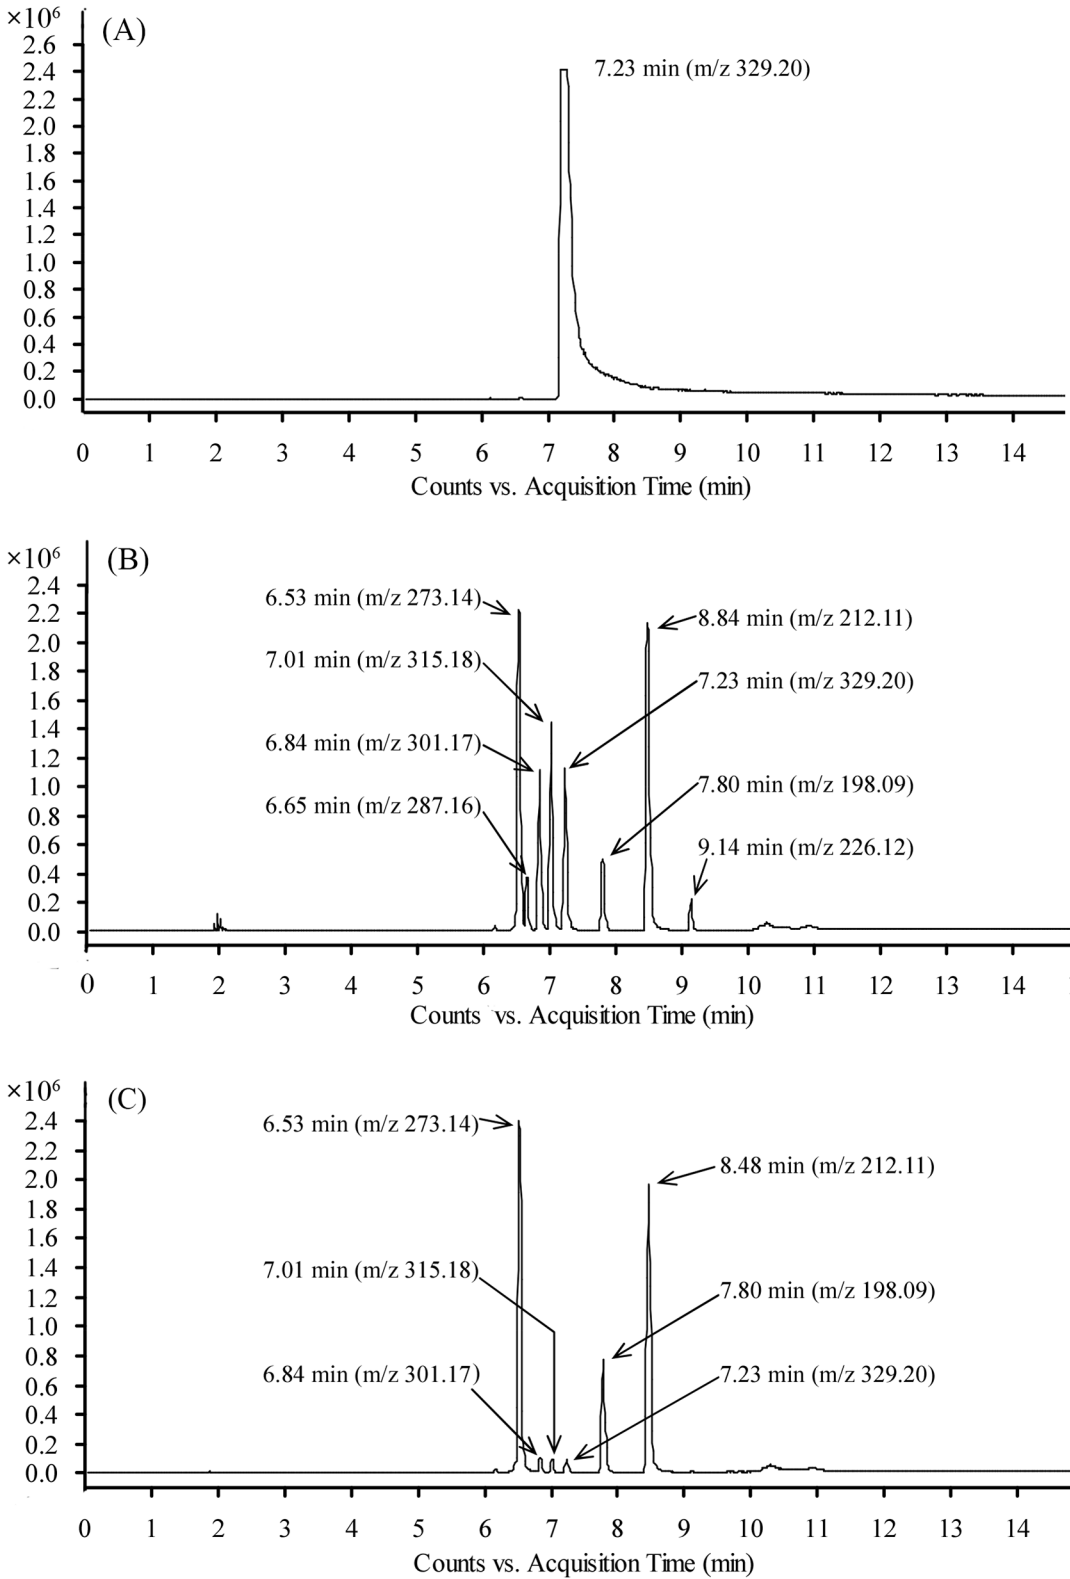 ×10⁶ (A)
2.6
2.4 7.23 min (m/z 329.20)
2.2
2.0
1.8
1.6
1.4
1.2
1.0
0.8
0.6
0.4
0.2
0.0
0 1 2 3 4 5 6 7 8 9 10 11 12 13 14
Counts vs. Acquisition Time (min)
×10⁶ (B)
2.4
6.53 min (m/z 273.14)
2.2
8.84 min (m/z 212.11)
2.0
7.01 min (m/z 315.18)
1.8
7.23 min (m/z 329.20)
1.6
1.4
6.84 min (m/z 301.17)
1.2
1.0
7.80 min (m/z 198.09)
0.8
6.65 min (m/z 287.16)
0.6
9.14 min (m/z 226.12)
0.4
0.2
0.0
0 1 2 3 4 5 6 7 8 9 10 11 12 13 14
Counts vs. Acquisition Time (min)
×10⁶ (C)
2.4
6.53 min (m/z 273.14)
2.2
8.48 min (m/z 212.11)
2.0
1.8
1.6
1.4
7.01 min (m/z 315.18)
1.2
7.80 min (m/z 198.09)
1.0
0.8
6.84 min (m/z 301.17)
7.23 min (m/z 329.20)
0.6
0.4
0.2
0.0
0 1 2 3 4 5 6 7 8 9 10 11 12 13 14
Counts vs. Acquisition Time (min)